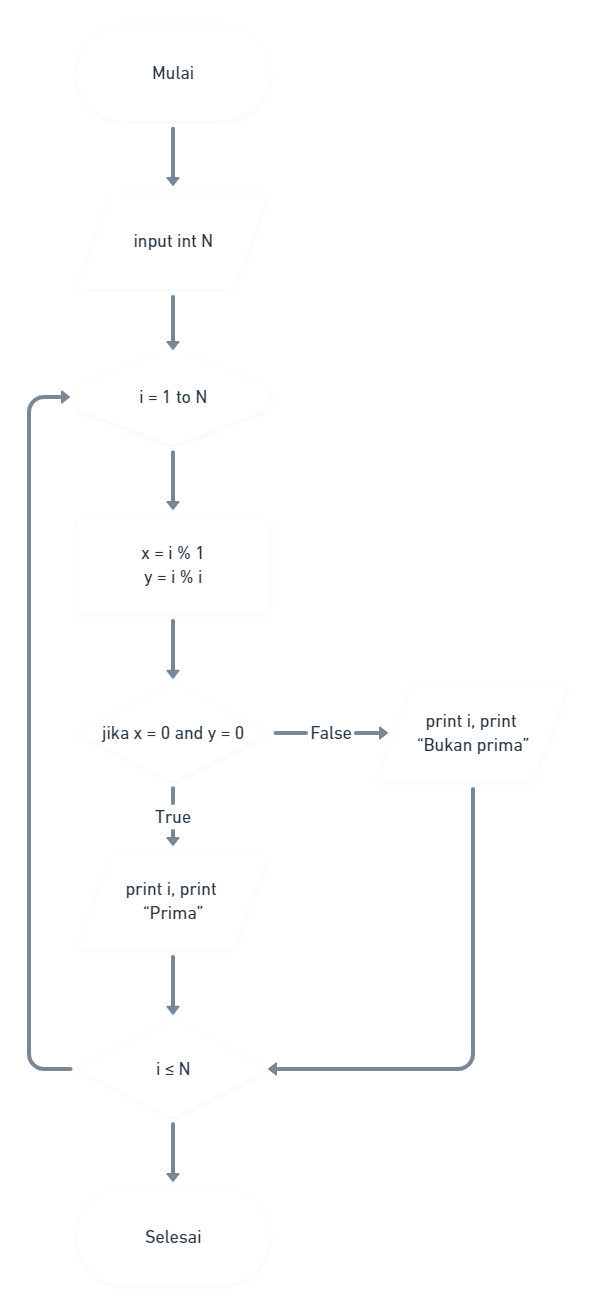 Mulai
input int N
i = 1 to N
x = i % 1
y = i % i
jika x = 0 and y = 0
False
print i, print
“Bukan prima”
True
print i, print
“Prima”
i ≤ N
Selesai